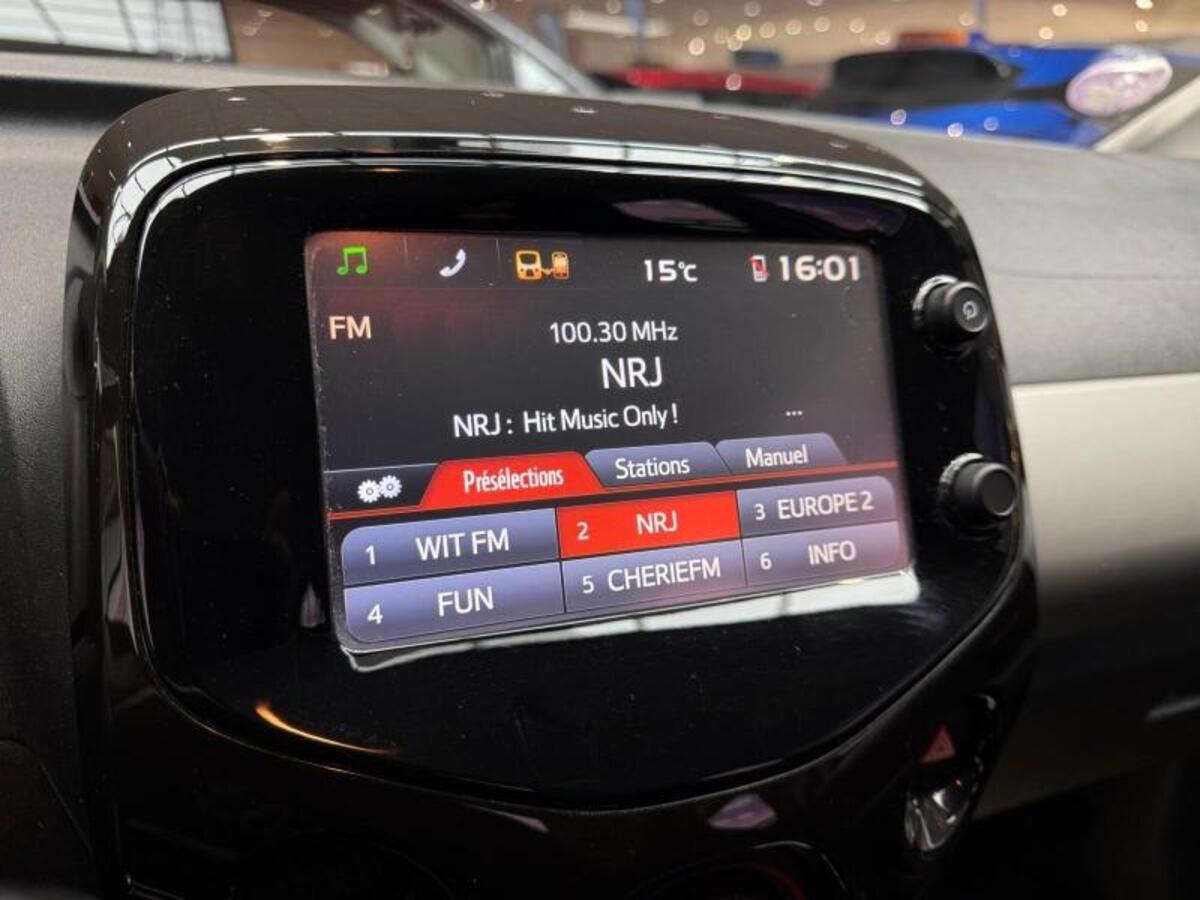 15°C 16:01
FM
100.30 MHz
NRJ
NRJ : Hit Music Only !
...
Présélections Stations Manuel
1 WIT FM 2 NRJ 3 EUROPE 2
4 FUN 5 CHERIEFM 6 INFO